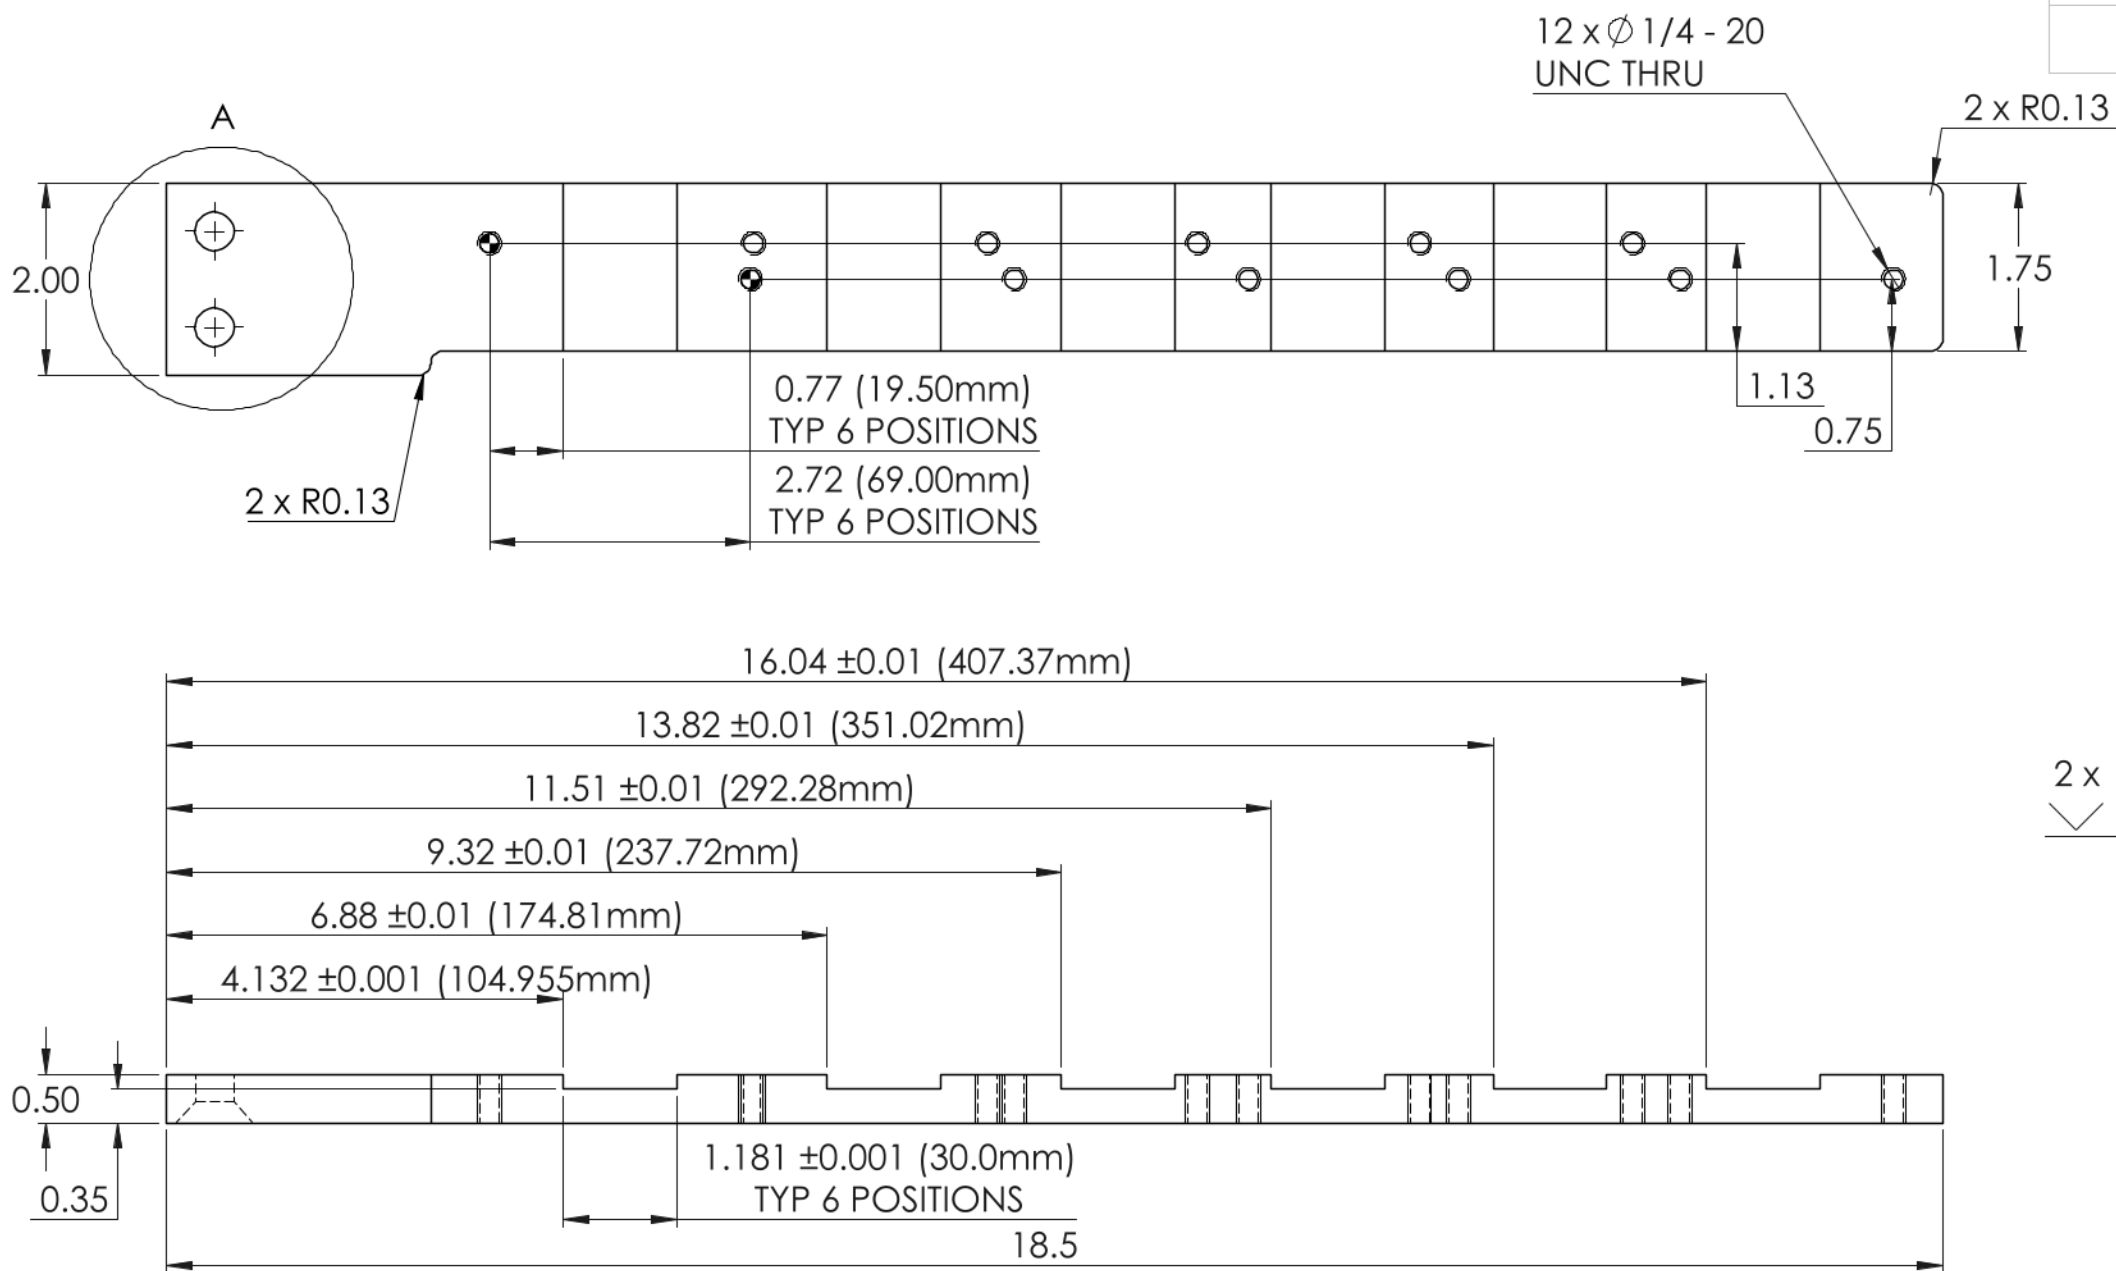 12 x ∅ 1/4 - 20
UNC THRU
2 x R0.13
A
2.00
1.75
0.77 (19.50mm)
TYP 6 POSITIONS
1.13
0.75
2.72 (69.00mm)
TYP 6 POSITIONS
2 x R0.13
16.04 ±0.01 (407.37mm)
13.82 ±0.01 (351.02mm)
11.51 ±0.01 (292.28mm)
2 x
9.32 ±0.01 (237.72mm)
6.88 ±0.01 (174.81mm)
4.132 ±0.001 (104.955mm)
0.50
0.35
1.181 ±0.001 (30.0mm)
TYP 6 POSITIONS
18.5